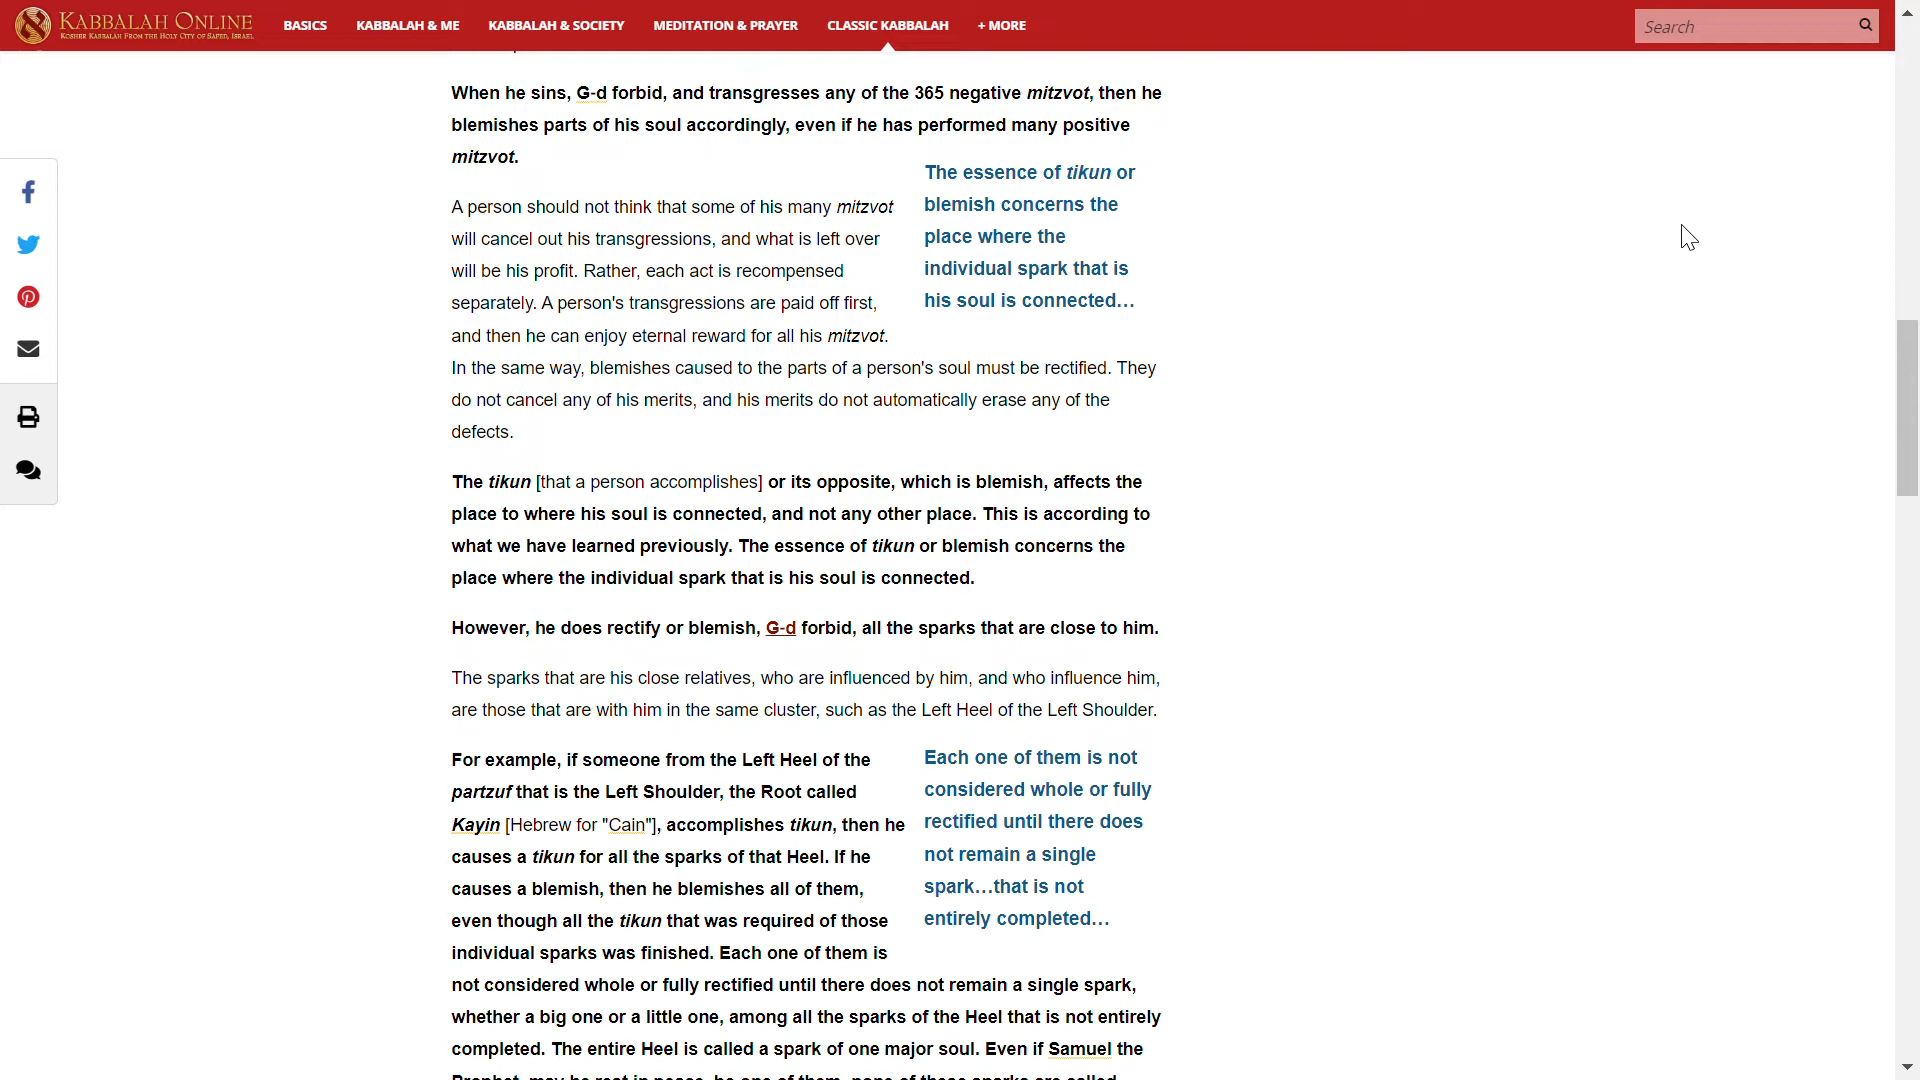 KABBALAH ONLINE
KOSHER KABBALAH FROM THE HOLY CITY OF SAFED, ISRAEL
BASICS
KABBALAH & ME
KABBALAH & SOCIETY
MEDITATION & PRAYER
CLASSIC KABBALAH
+ MORE
Search
When he sins, G-d forbid, and transgresses any of the 365 negative mitzvot, then he
blemishes parts of his soul accordingly, even if he has performed many positive
mitzvot.
The essence of tikun or
blemish concerns the
place where the
individual spark that is
his soul is connected…
A person should not think that some of his many mitzvot
will cancel out his transgressions, and what is left over
will be his profit. Rather, each act is recompensed
separately. A person's transgressions are paid off first,
and then he can enjoy eternal reward for all his mitzvot.
In the same way, blemishes caused to the parts of a person's soul must be rectified. They
do not cancel any of his merits, and his merits do not automatically erase any of the
defects.
The tikun [that a person accomplishes] or its opposite, which is blemish, affects the
place to where his soul is connected, and not any other place. This is according to
what we have learned previously. The essence of tikun or blemish concerns the
place where the individual spark that is his soul is connected.
However, he does rectify or blemish, G-d forbid, all the sparks that are close to him.
The sparks that are his close relatives, who are influenced by him, and who influence him,
are those that are with him in the same cluster, such as the Left Heel of the Left Shoulder.
Each one of them is not
considered whole or fully
rectified until there does
not remain a single
spark…that is not
entirely completed…
For example, if someone from the Left Heel of the
partzuf that is the Left Shoulder, the Root called
Kayin [Hebrew for "Cain"], accomplishes tikun, then he
causes a tikun for all the sparks of that Heel. If he
causes a blemish, then he blemishes all of them,
even though all the tikun that was required of those
individual sparks was finished. Each one of them is
not considered whole or fully rectified until there does not remain a single spark,
whether a big one or a little one, among all the sparks of the Heel that is not entirely
completed. The entire Heel is called a spark of one major soul. Even if Samuel the
Prophet, may he rest in peace, be one of them, none of these sparks are called